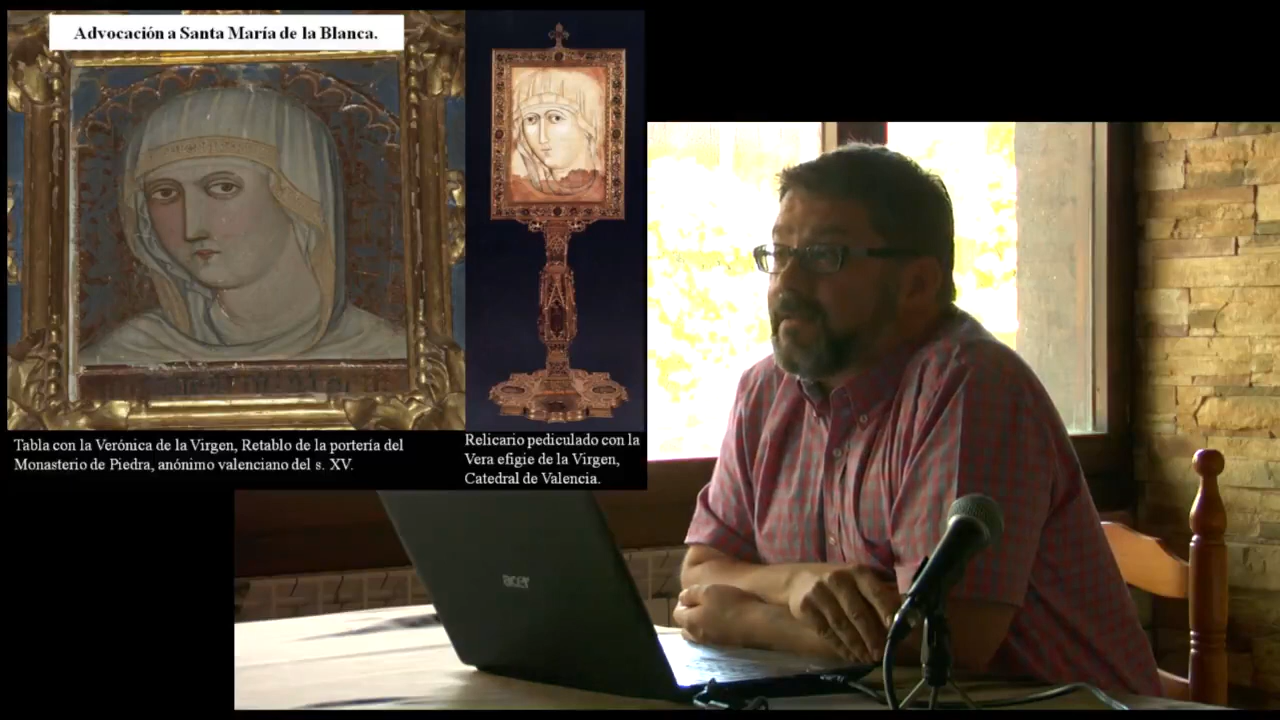 Advocación a Santa María de la Blanca.
Tabla con la Verónica de la Virgen, Retablo de la portería del
Monasterio de Piedra, anónimo valenciano del s. XV.
Relicario pediculado con la
Vera efigie de la Virgen,
Catedral de Valencia.
acer